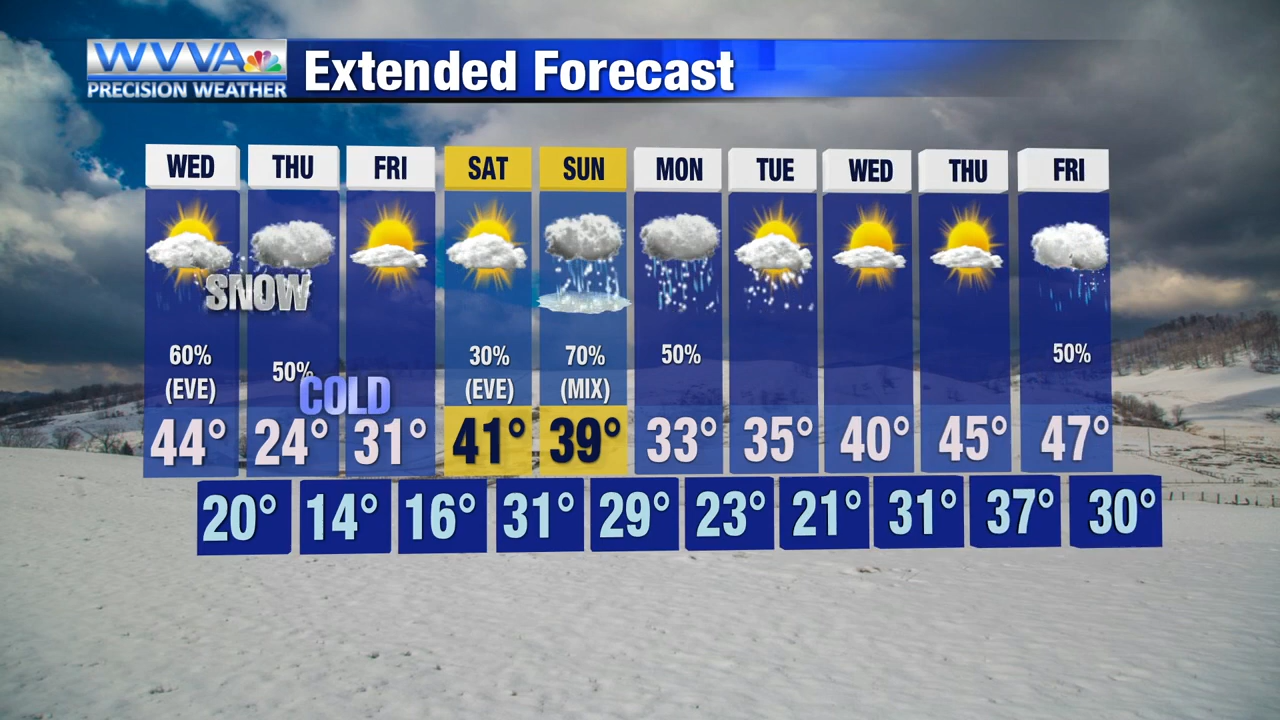 WVVA
PRECISION WEATHER
Extended Forecast
WED THU FRI SAT SUN MON TUE WED THU FRI
SNOW
60% 50% 30% 70% 50% 50%
(EVE) (EVE) (MIX)
COLD
44° 24° 31° 41° 39° 33° 35° 40° 45° 47°
20° 14° 16° 31° 29° 23° 21° 31° 37° 30°